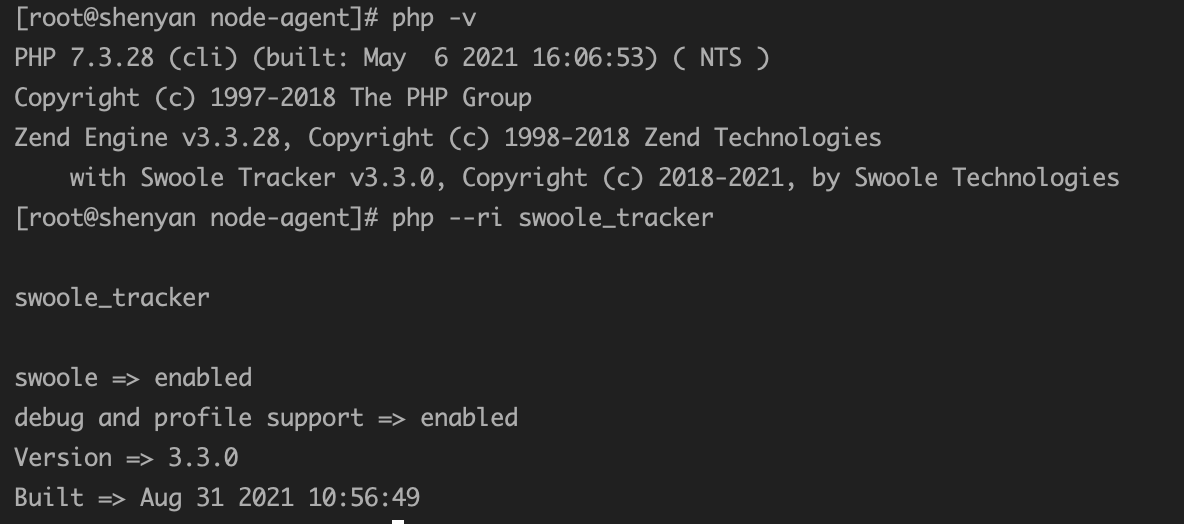 [root@shenyan node-agent]# php -v
PHP 7.3.28 (cli) (built: May  6 2021 16:06:53) ( NTS )
Copyright (c) 1997-2018 The PHP Group
Zend Engine v3.3.28, Copyright (c) 1998-2018 Zend Technologies
    with Swoole Tracker v3.3.0, Copyright (c) 2018-2021, by Swoole Technologies
[root@shenyan node-agent]# php --ri swoole_tracker
swoole_tracker
swoole => enabled
debug and profile support => enabled
Version => 3.3.0
Built => Aug 31 2021 10:56:49